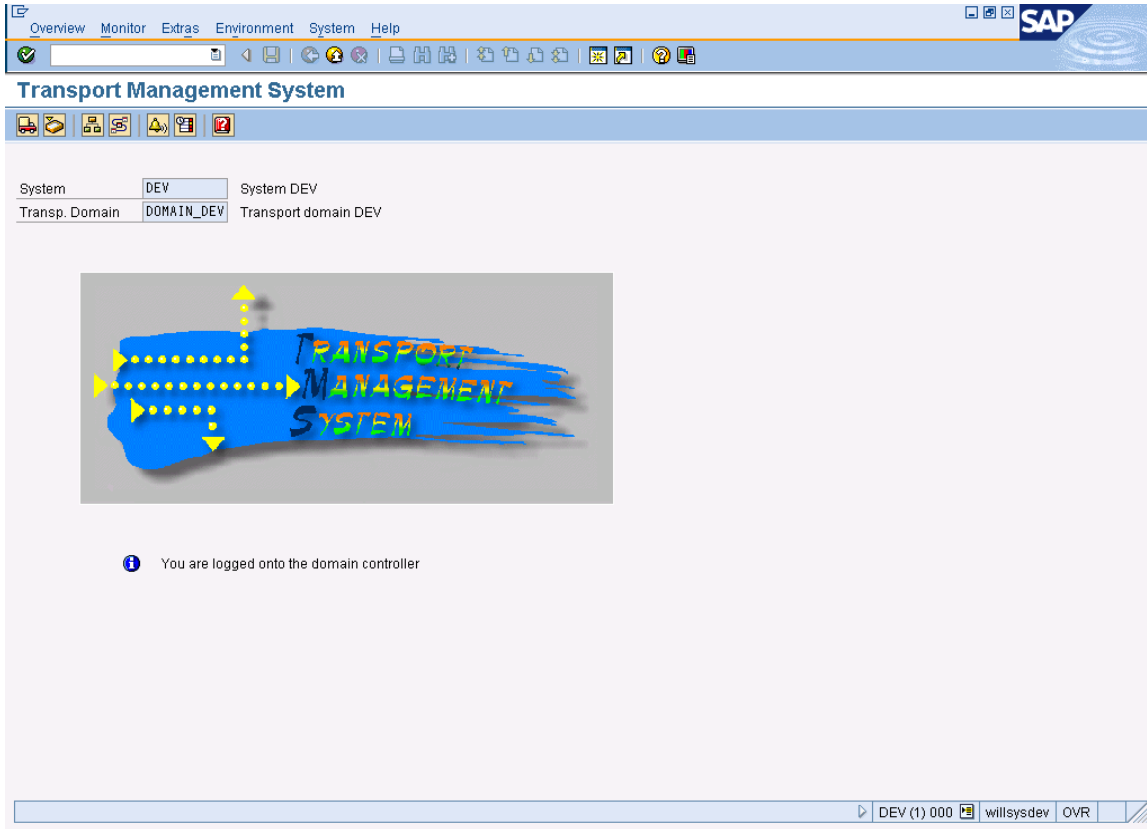 Overview Monitor Extras Environment System Help
SAP
Transport Management System
System DEV System DEV
Transp. Domain DOMAIN_DEV Transport domain DEV
TRANSPORT
MANAGEMENT
SYSTEM
You are logged onto the domain controller
DEV (1) 000 willsysdev OVR